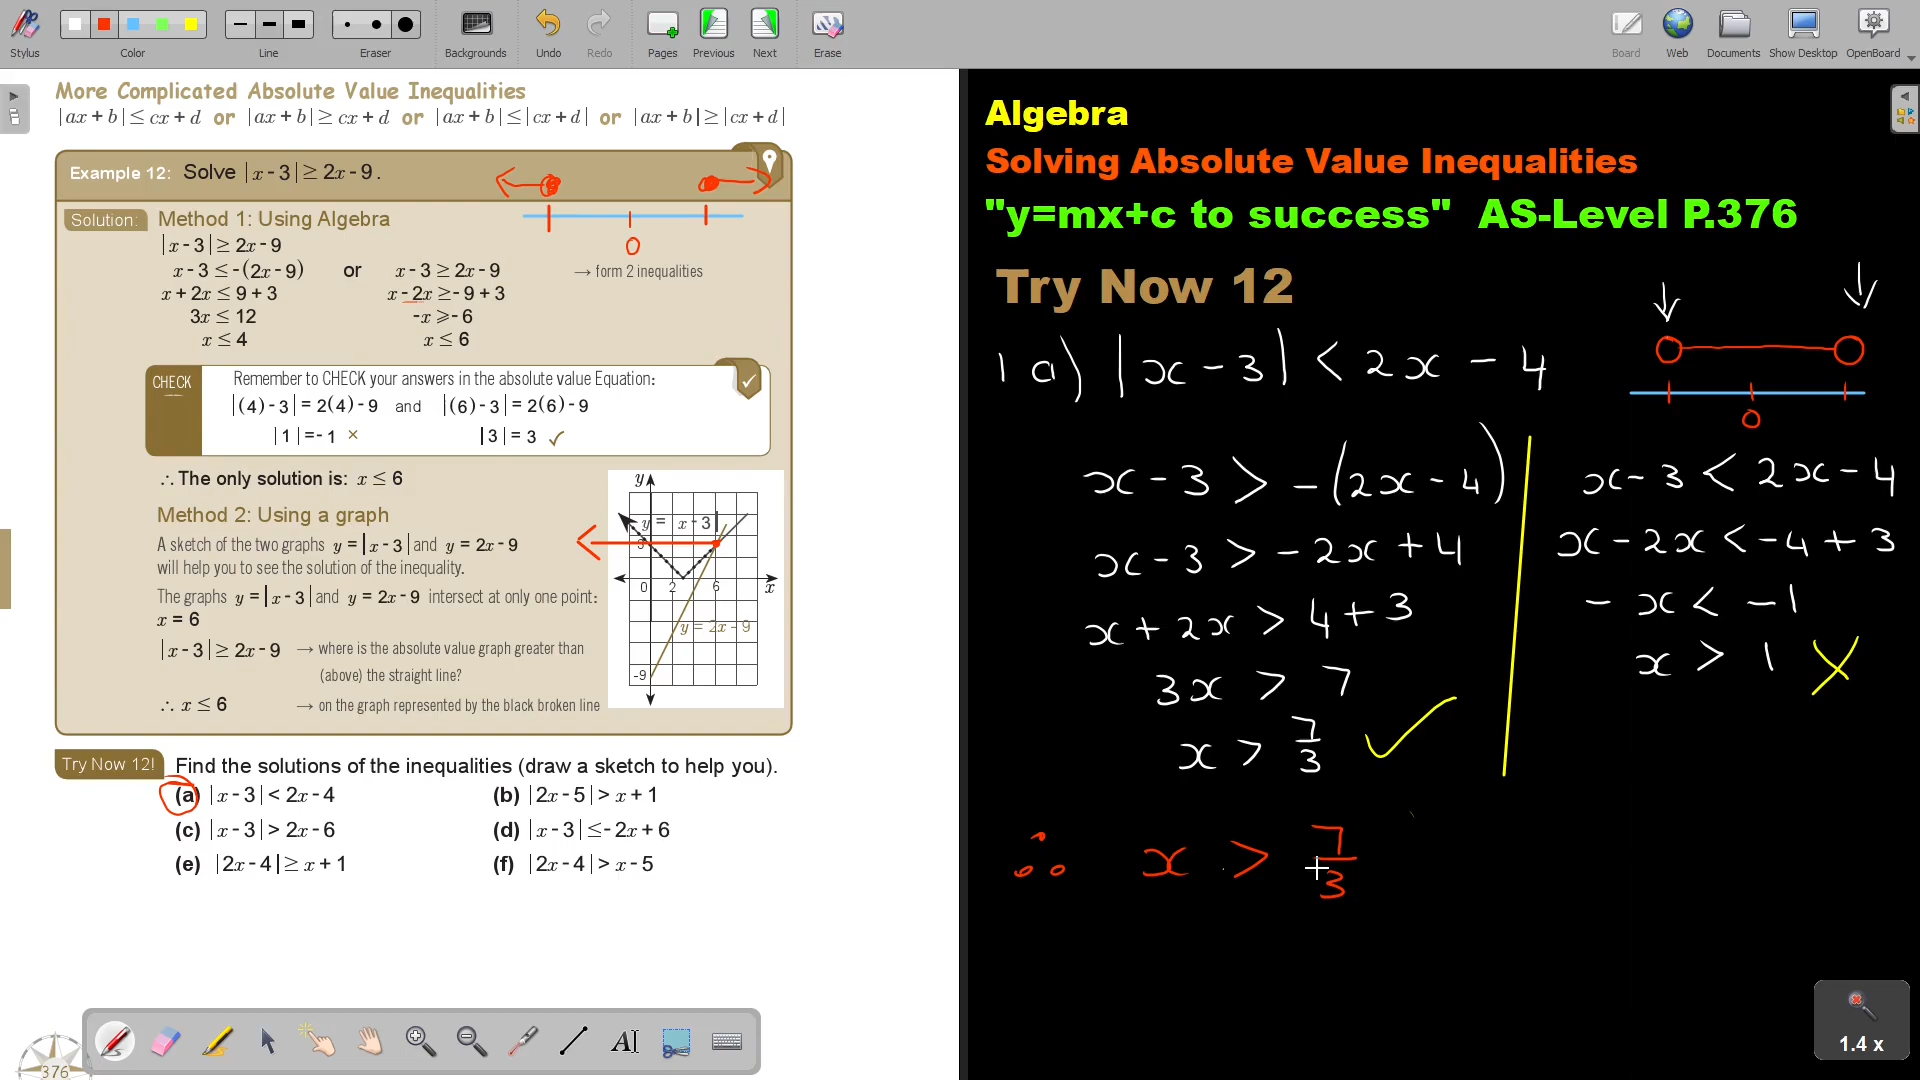 Stylus
Color
Line
Eraser
Backgrounds
Undo
Redo
Pages
Previous
Next
Erase
Board
Web
Documents
Show Desktop
OpenBoard
More Complicated Absolute Value Inequalities
|ax + b| ≤ cx + d or |ax + b| ≥ cx + d or |ax + b| ≤ |cx + d| or |ax + b| ≥ |cx + d|
Example 12: Solve |x - 3| ≥ 2x - 9.
Solution: Method 1: Using Algebra
0
|x - 3| ≥ 2x - 9
x - 3 ≤ -(2x - 9) or x - 3 ≥ 2x - 9 → form 2 inequalities
x + 2x ≤ 9 + 3 x - 2x ≥ -9 + 3
3x ≤ 12 -x ⩾ -6
x ≤ 4 x ≤ 6
CHECK Remember to CHECK your answers in the absolute value Equation:
|(4) - 3| = 2(4) - 9 and |(6) - 3| = 2(6) - 9
|1| = -1 × |3| = 3 ✓
∴ The only solution is: x ≤ 6
Method 2: Using a graph
A sketch of the two graphs y = |x - 3| and y = 2x - 9
will help you to see the solution of the inequality.
The graphs y = |x - 3| and y = 2x - 9 intersect at only one point:
x = 6
|x - 3| ≥ 2x - 9 → where is the absolute value graph greater than
(above) the straight line?
∴ x ≤ 6 → on the graph represented by the black broken line
y
y = |x - 3|
3
0 2 6 x
y = 2x - 9
-9
Try Now 12! Find the solutions of the inequalities (draw a sketch to help you).
(a) |x - 3| < 2x - 4 (b) |2x - 5| > x + 1
(c) |x - 3| > 2x - 6 (d) |x - 3| ≤ -2x + 6
(e) |2x - 4| ≥ x + 1 (f) |2x - 4| > x - 5
376
Algebra
Solving Absolute Value Inequalities
"y=mx+c to success" AS-Level P.376
Try Now 12
1 a) |x - 3| < 2x - 4
0
x - 3 > -(2x - 4)
x - 3 > -2x + 4
x + 2x > 4 + 3
3x > 7
x > 7/3 ✓
x - 3 < 2x - 4
x - 2x < -4 + 3
- x < -1
x > 1 ✗
∴ x > 7/3
1.4 x